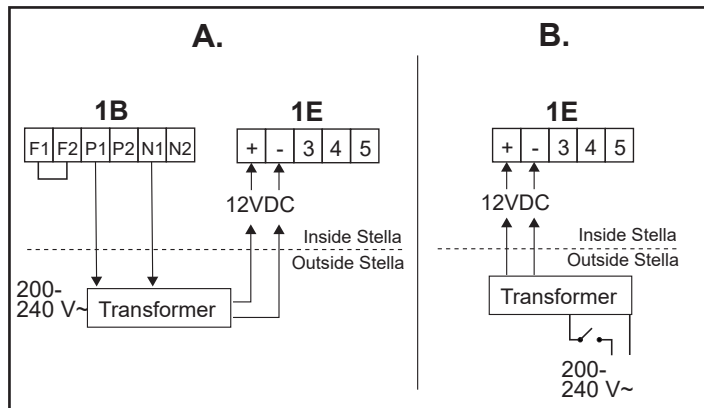 A.
1B
1E
F1 F2 P1 P2 N1 N2
+ - 3 4 5
12VDC
Inside Stella
Outside Stella
200-
240 V~
Transformer
B.
1E
+ - 3 4 5
12VDC
Inside Stella
Outside Stella
Transformer
200-
240 V~